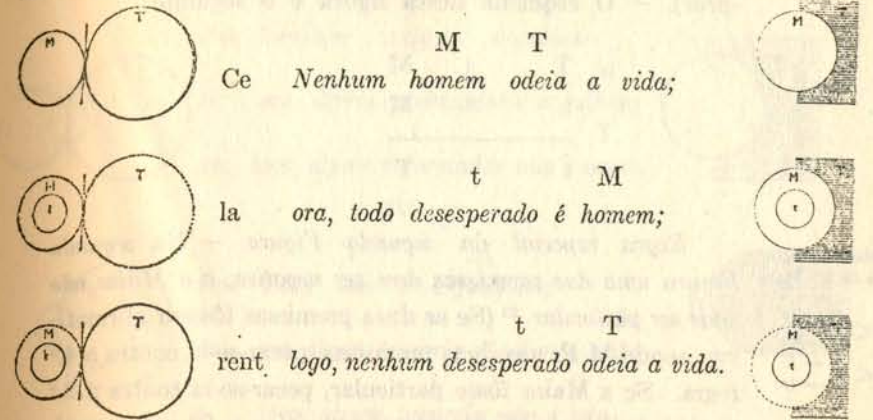 M T
M T M
Ce Nenhum homem odeia a vida;
t M
M T M
t t
la ora, todo desesperado é homem;
t T
M T M
t t
rent logo, nenhum desesperado odeia a vida.